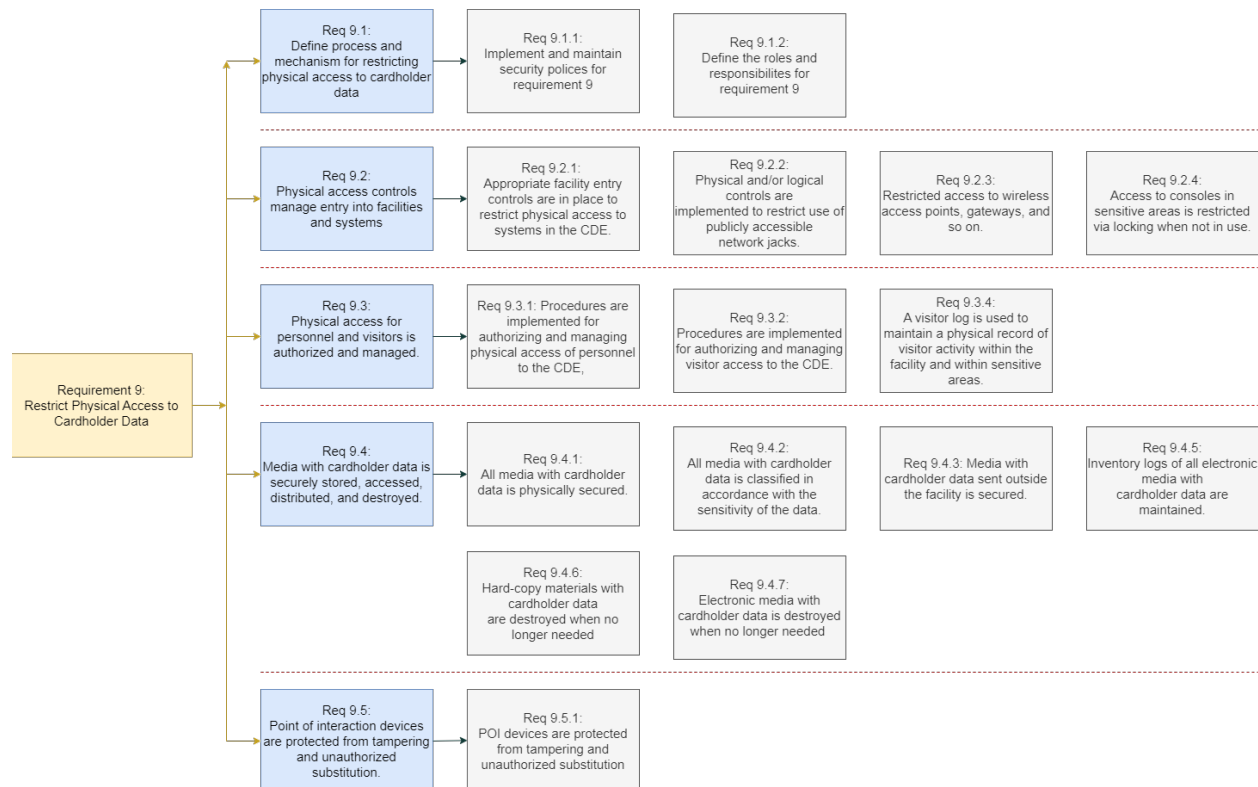 Req 9.1:
Define process and
mechanism for restricting
physical access to cardholder
data
Req 9.1.1:
Implement and maintain
security polices for
requirement 9
Req 9.1.2:
Define the roles and
responsibilites for
requirement 9
Req 9.2:
Physical access controls
manage entry into facilities
and systems
Req 9.2.1:
Appropriate facility entry
controls are in place to
restrict physical access to
systems in the CDE.
Req 9.2.2:
Physical and/or logical
controls are
implemented to restrict use of
publicly accessible
network jacks.
Req 9.2.3:
Restricted access to wireless
access points, gateways, and
so on.
Req 9.2.4:
Access to consoles in
sensitive areas is restricted
via locking when not in use.
Req 9.3:
Physical access for
personnel and visitors is
authorized and managed.
Req 9.3.1: Procedures are
implemented for
authorizing and managing
physical access of personnel
to the CDE,
Req 9.3.2:
Procedures are implemented
for authorizing and managing
visitor access to the CDE.
Req 9.3.4:
A visitor log is used to
maintain a physical record of
visitor activity within the
facility and within sensitive
areas.
Requirement 9:
Restrict Physical Access to
Cardholder Data
Req 9.4:
Media with cardholder data is
securely stored, accessed,
distributed, and destroyed.
Req 9.4.1:
All media with cardholder
data is physically secured.
Req 9.4.2:
All media with cardholder
data is classified in
accordance with the
sensitivity of the data.
Req 9.4.3: Media with
cardholder data sent outside
the facility is secured.
Req 9.4.5:
Inventory logs of all electronic
media with
cardholder data are
maintained.
Req 9.4.6:
Hard-copy materials with
cardholder data
are destroyed when no
longer needed
Req 9.4.7:
Electronic media with
cardholder data is destroyed
when no longer needed
Req 9.5:
Point of interaction devices
are protected from tampering
and unauthorized
substitution.
Req 9.5.1:
POI devices are protected
from tampering and
unauthorized substitution